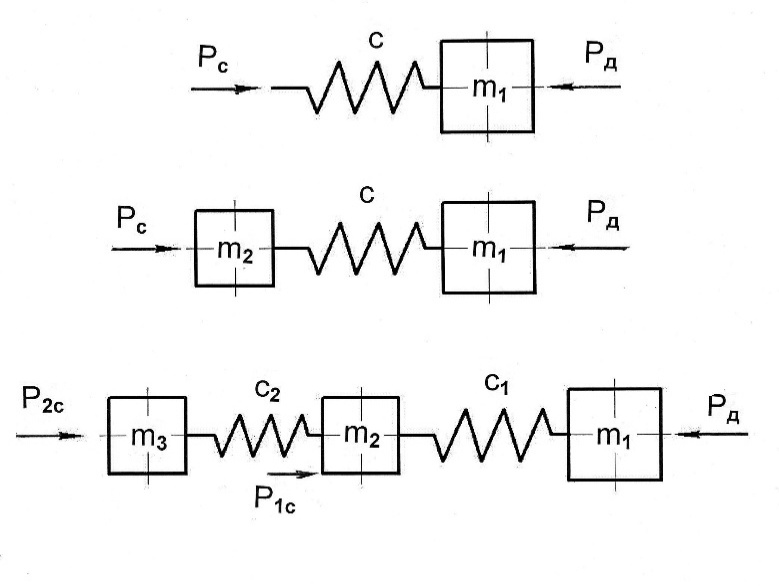 c
Pс m₁ Pд
c
Pс m₂ m₁ Pд
P₂с c₂ c₁ Pд
m₃ m₂ m₁
P₁с